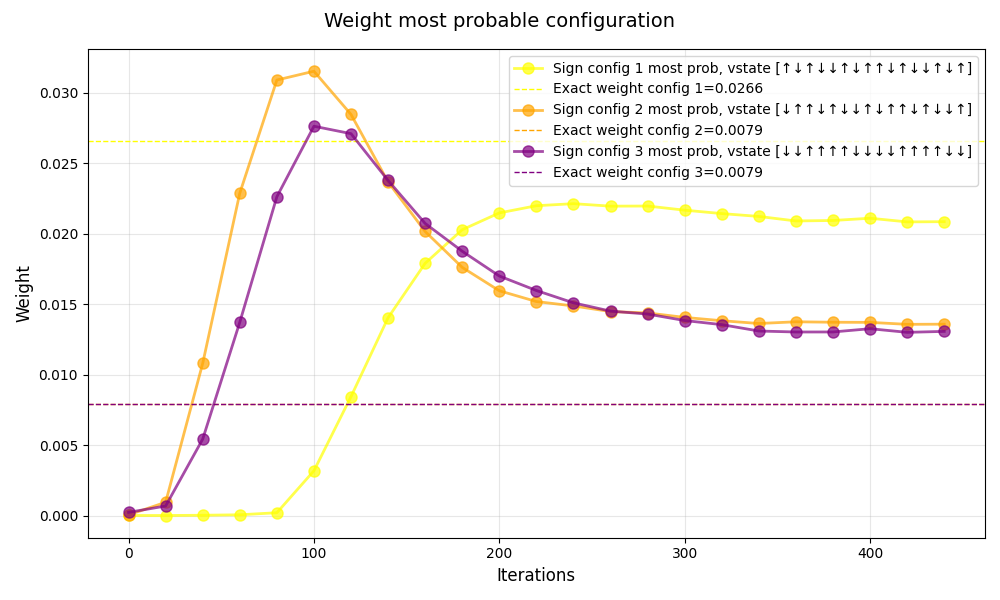 Weight most probable configuration
Sign config 1 most prob, vstate [↑↓↑↓↓↑↓↑↑↓↑↓↓↑↓↑]
Exact weight config 1=0.0266
Sign config 2 most prob, vstate [↓↑↑↓↑↓↓↑↓↑↑↓↑↓↓↑]
Exact weight config 2=0.0079
Sign config 3 most prob, vstate [↓↓↑↑↑↑↓↓↓↓↑↑↑↑↓↓]
Exact weight config 3=0.0079
0.030
0.025
0.020
0.015
0.010
0.005
0.000
Weight
0 100 200 300 400
Iterations